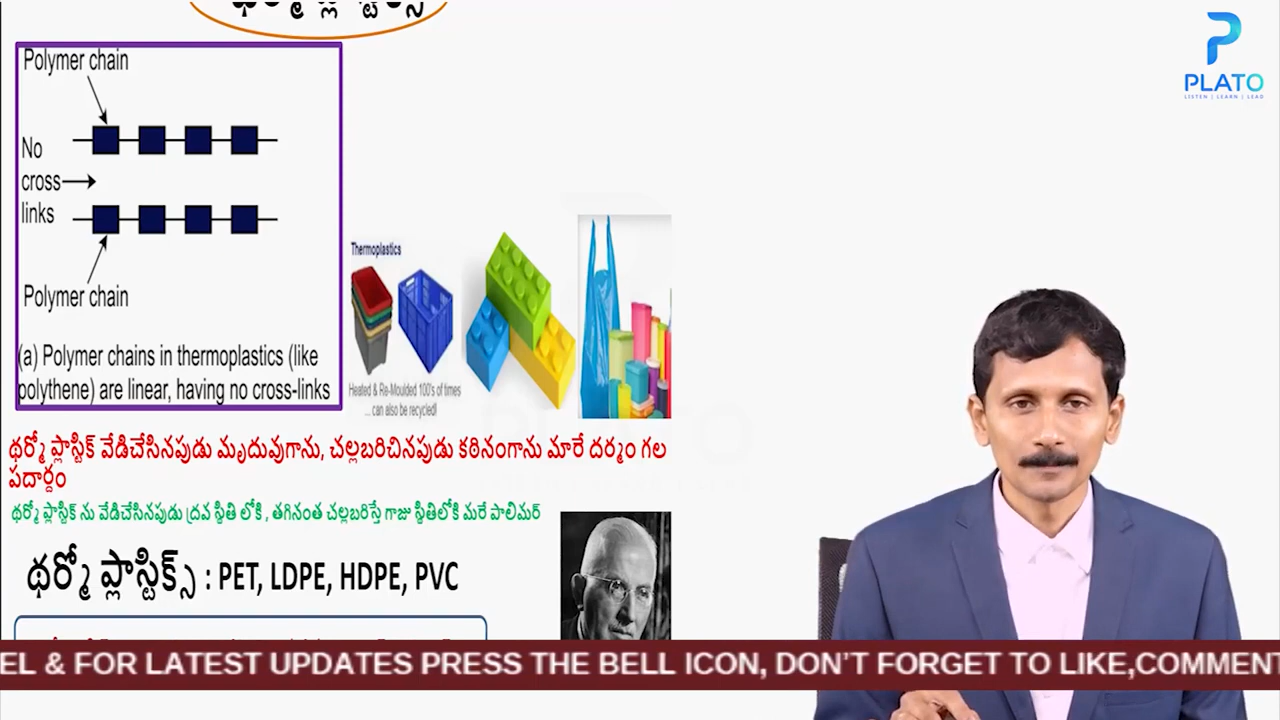 థర్మో ప్లాస్టిక్స్
PLATO
LISTEN | LEARN | LEAD
Polymer chain
No
cross
links
Polymer chain
(a) Polymer chains in thermoplastics (like
polythene) are linear, having no cross-links
Thermoplastics
Heated & Re-Moulded 100's of times
... can also be recycled!
థర్మో ప్లాస్టిక్ వేడిచేసినపుడు మృదువుగాను, చల్లబరిచినపుడు కఠినంగాను మారే దర్మం గల
పదార్దం
థర్మో ప్లాస్టిక్ ను వేడిచేసినపుడు ద్రవ స్థితి లోకి , తగినంత చల్లబరిస్తే గాజు స్థితిలోకి మరే పాలిమర్
థర్మో ప్లాస్టిక్స్ : PET, LDPE, HDPE, PVC
EL & FOR LATEST UPDATES PRESS THE BELL ICON, DON'T FORGET TO LIKE,COMMENT